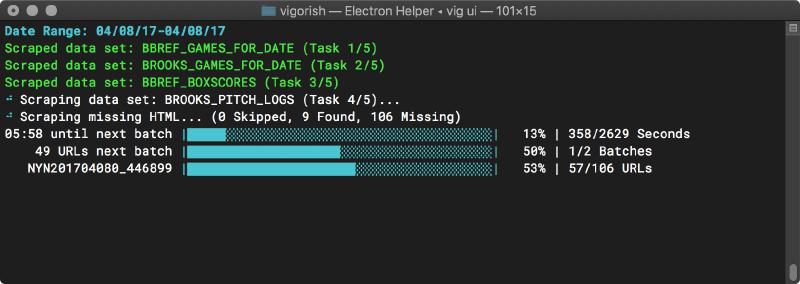 vigorish — Electron Helper ◂ vig ui — 101×15
Date Range: 04/08/17-04/08/17
Scraped data set: BBREF_GAMES_FOR_DATE (Task 1/5)
Scraped data set: BROOKS_GAMES_FOR_DATE (Task 2/5)
Scraped data set: BBREF_BOXSCORES (Task 3/5)
Scraping data set: BROOKS_PITCH_LOGS (Task 4/5)...
Scraping missing HTML... (0 Skipped, 9 Found, 106 Missing)
05:58 until next batch | | 13% | 358/2629 Seconds
49 URLs next batch | | 50% | 1/2 Batches
NYN201704080_446899 | | 53% | 57/106 URLs